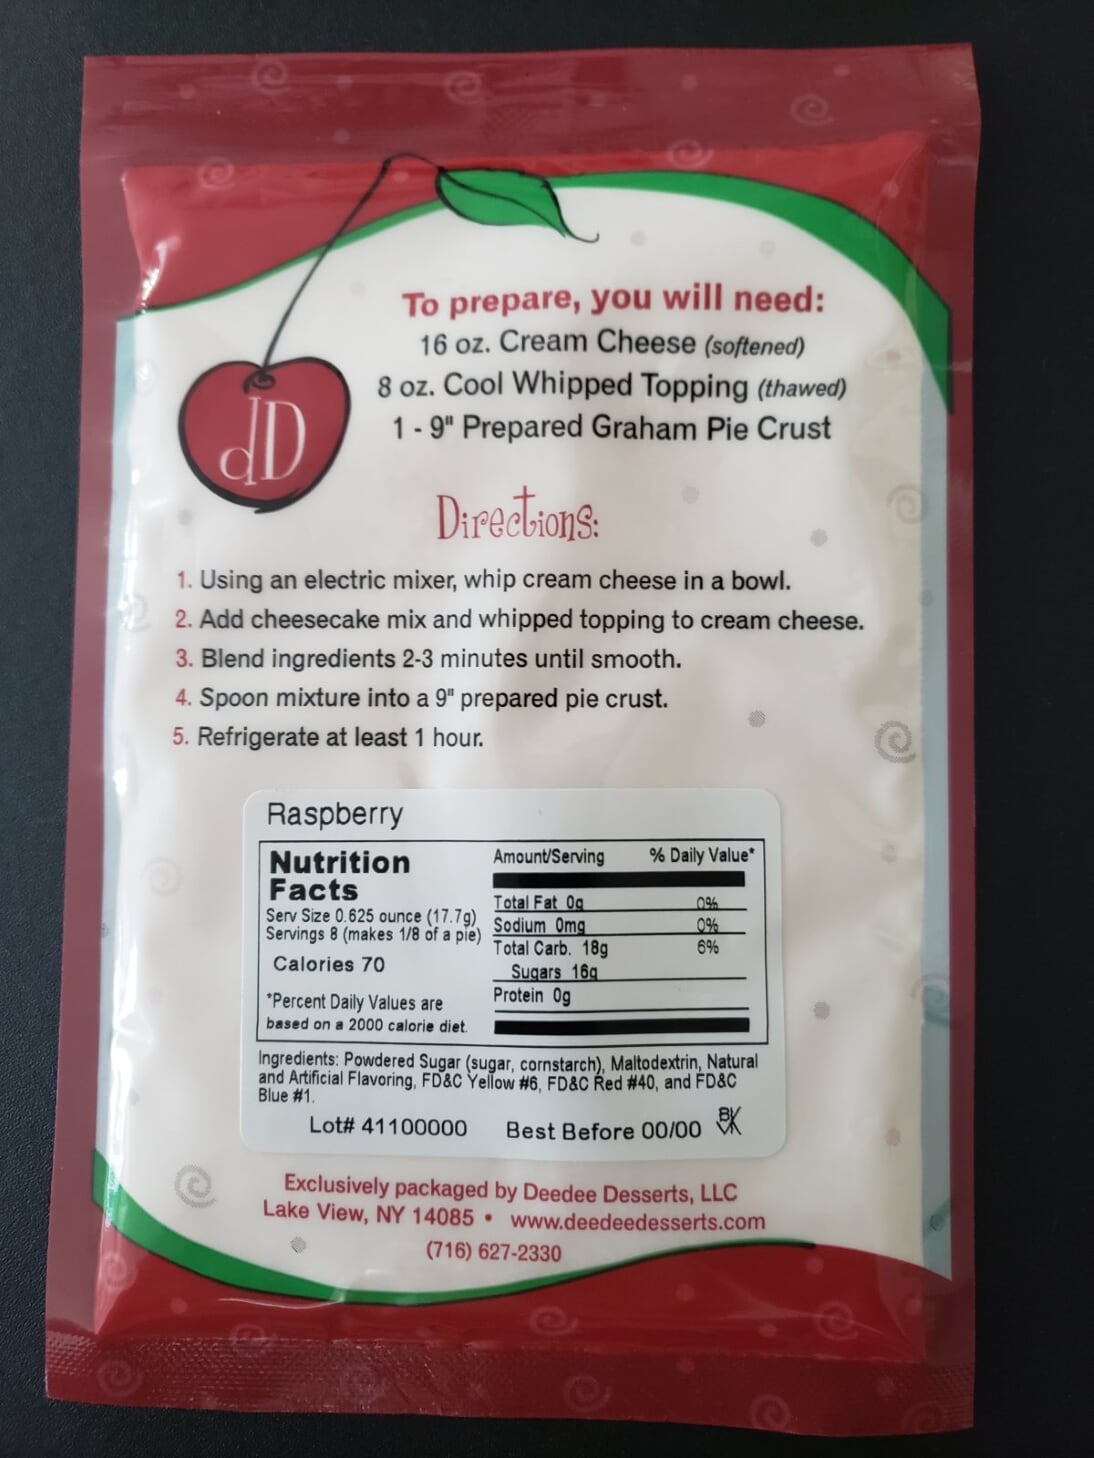 dD
To prepare, you will need:
16 oz. Cream Cheese (softened)
8 oz. Cool Whipped Topping (thawed)
1 - 9" Prepared Graham Pie Crust
Directions:
1. Using an electric mixer, whip cream cheese in a bowl.
2. Add cheesecake mix and whipped topping to cream cheese.
3. Blend ingredients 2-3 minutes until smooth.
4. Spoon mixture into a 9" prepared pie crust.
5. Refrigerate at least 1 hour.
Raspberry
Nutrition
Facts
Serv Size 0.625 ounce (17.7g)
Servings 8 (makes 1/8 of a pie)
Calories 70
*Percent Daily Values are
based on a 2000 calorie diet.
Amount/Serving % Daily Value*
Total Fat 0g 0%
Sodium 0mg 0%
Total Carb. 18g 6%
Sugars 16g
Protein 0g
Ingredients: Powdered Sugar (sugar, cornstarch), Maltodextrin, Natural
and Artificial Flavoring, FD&C Yellow #6, FD&C Red #40, and FD&C
Blue #1.
Lot# 41100000 Best Before 00/00 BVK
Exclusively packaged by Deedee Desserts, LLC
Lake View, NY 14085 • www.deedeedesserts.com
(716) 627-2330